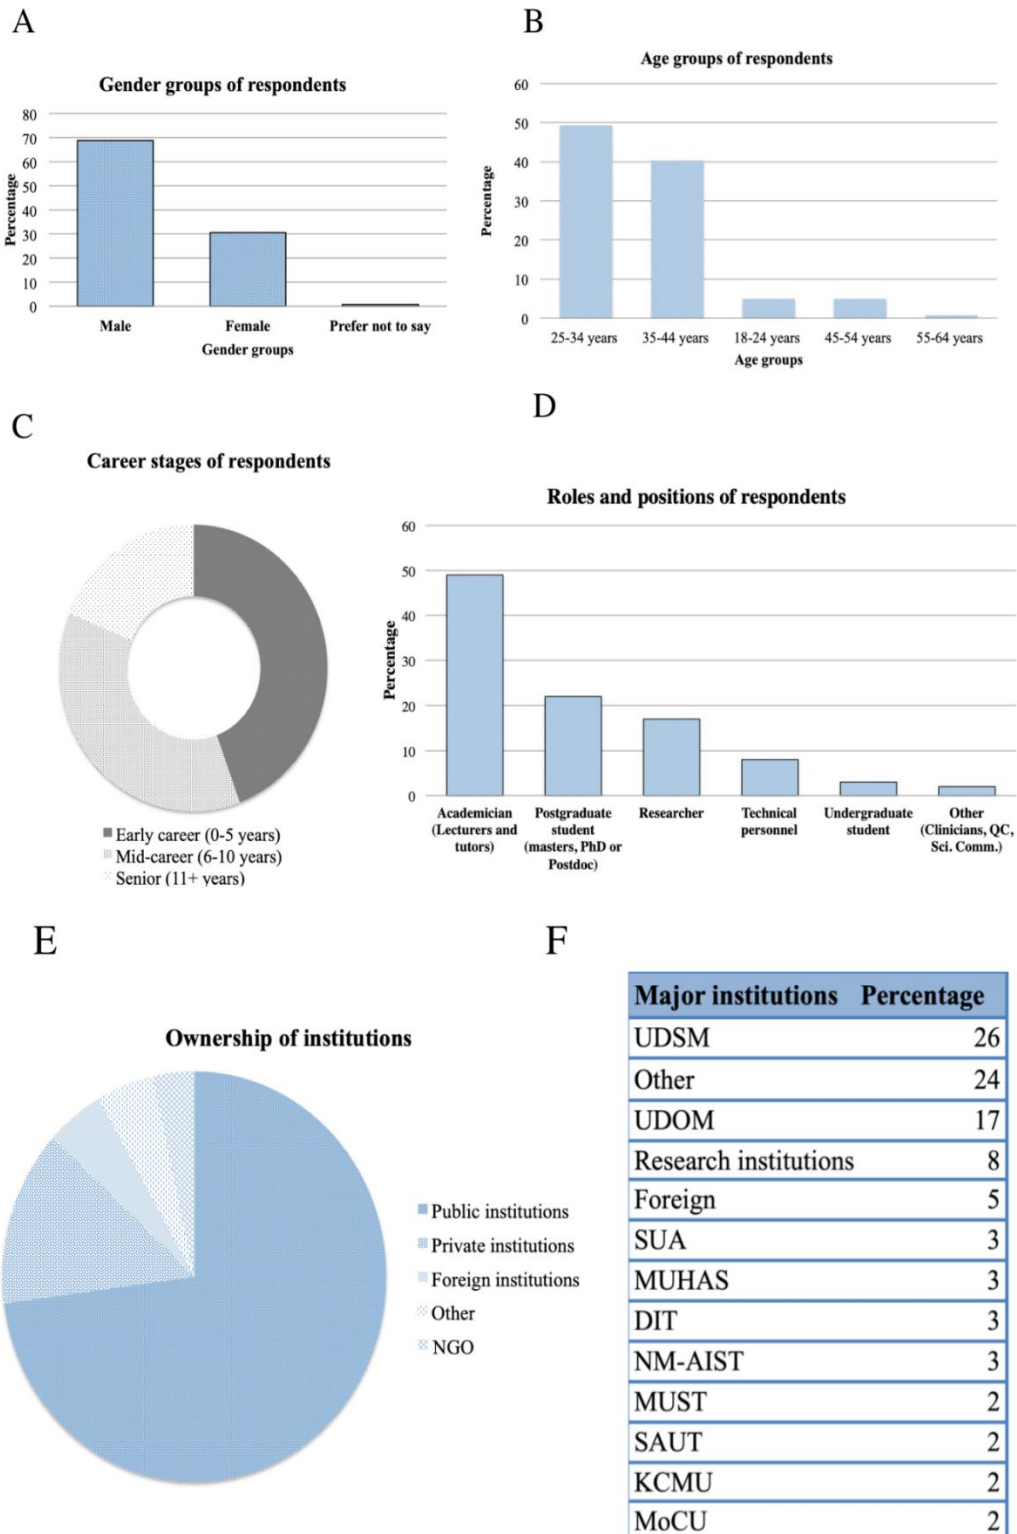 A
Gender groups of respondents
Percentage
80
70
60
50
40
30
20
10
0
Male Female Prefer not to say
Gender groups
B
Age groups of respondents
Percentage
60
50
40
30
20
10
0
25-34 years 35-44 years 18-24 years 45-54 years 55-64 years
Age groups
C
Career stages of respondents
Early career (0-5 years)
Mid-career (6-10 years)
Senior (11+ years)
D
Roles and positions of respondents
Percentage
60
50
40
30
20
10
0
Academician
(Lecturers and
tutors)
Postgraduate
student
(masters, PhD or
Postdoc)
Researcher
Technical
personnel
Undergraduate
student
Other
(Clinicians, QC,
Sci. Comm.)
E
Ownership of institutions
Public institutions
Private institutions
Foreign institutions
Other
NGO
F
Major institutions Percentage
UDSM 26
Other 24
UDOM 17
Research institutions 8
Foreign 5
SUA 3
MUHAS 3
DIT 3
NM-AIST 3
MUST 2
SAUT 2
KCMU 2
MoCU 2